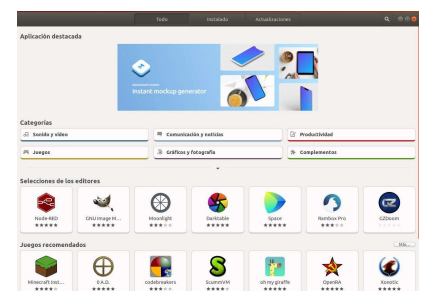 Todo Instalado Actualizaciones
Aplicación destacada
Instant mockup generator
Categorías
Sonido y vídeo Comunicación y noticias Productividad
Juegos Gráficos y fotografía Complementos
Selecciones de los editores
Node-RED GNU Image M... Moonlight Darktable Space Rambox Pro GZDoom
Juegos recomendados Más...
Minecraft Inst... 0 A.D. codebreakers ScummVM oh my giraffe OpenRA Xonotic